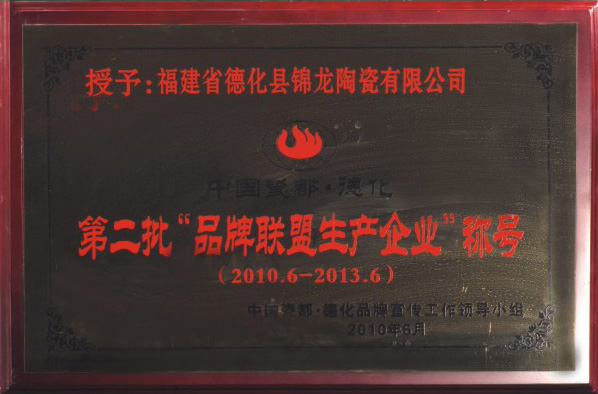 授予：福建省德化县锦龙陶瓷有限公司
中国瓷都·德化
第二批“品牌联盟生产企业”称号
（2010.6-2013.6）
中国瓷都·德化品牌宣传工作领导小组
2010年6月